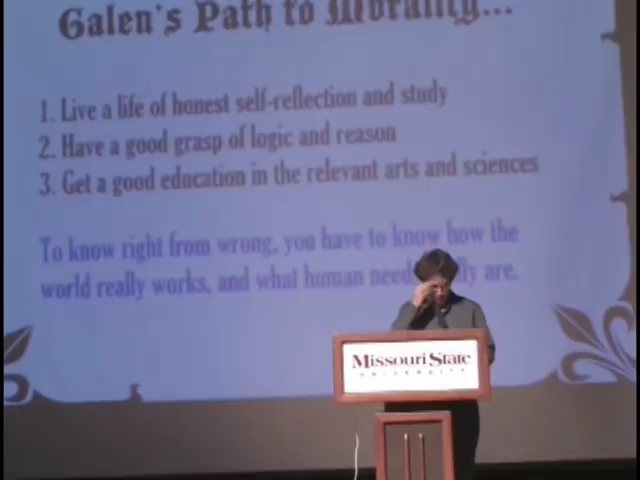 Galen's Path to Morality...
1. Live a life of honest self-reflection and study
2. Have a good grasp of logic and reason
3. Get a good education in the relevant arts and sciences
To know right from wrong, you have to know how the
world really works, and what human are.
Missouri State
UNIVERSITY